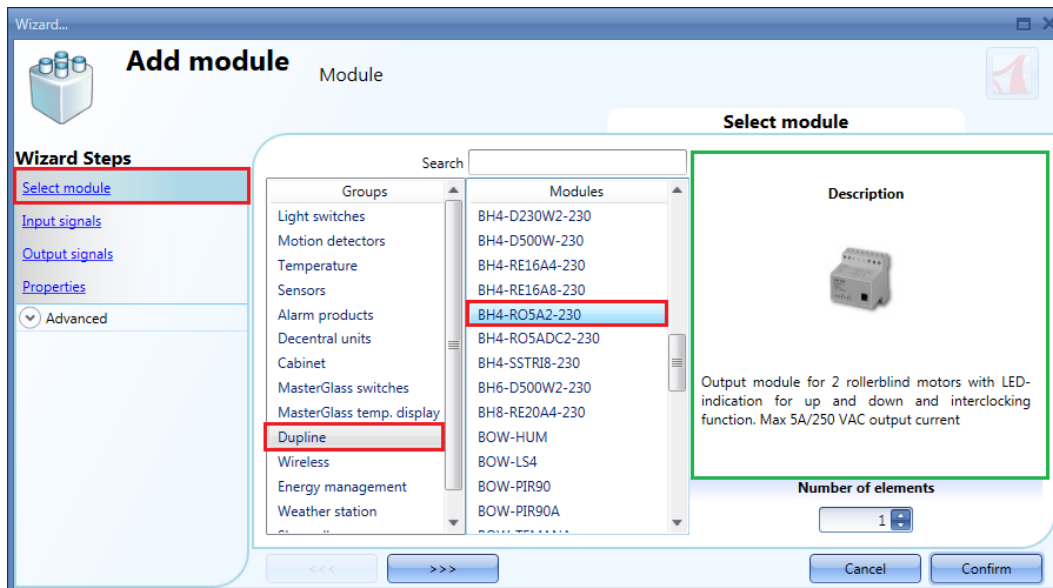 Wizard...
Add module
Module
Select module
Wizard Steps
Select module
Input signals
Output signals
Properties
Advanced
Search
Groups
Light switches
Motion detectors
Temperature
Sensors
Alarm products
Decentral units
Cabinet
MasterGlass switches
MasterGlass temp. display
Dupline
Wireless
Energy management
Weather station
Modules
BH4-D230W2-230
BH4-D500W-230
BH4-RE16A4-230
BH4-RE16A8-230
BH4-RO5A2-230
BH4-RO5ADC2-230
BH4-SSTRI8-230
BH6-D500W2-230
BH8-RE20A4-230
BOW-HUM
BOW-LS4
BOW-PIR90
BOW-PIR90A
Description
Output module for 2 rollerblind motors with LED-
indication for up and down and interclocking
function. Max 5A/250 VAC output current
Number of elements
1
<<<
>>>
Cancel
Confirm